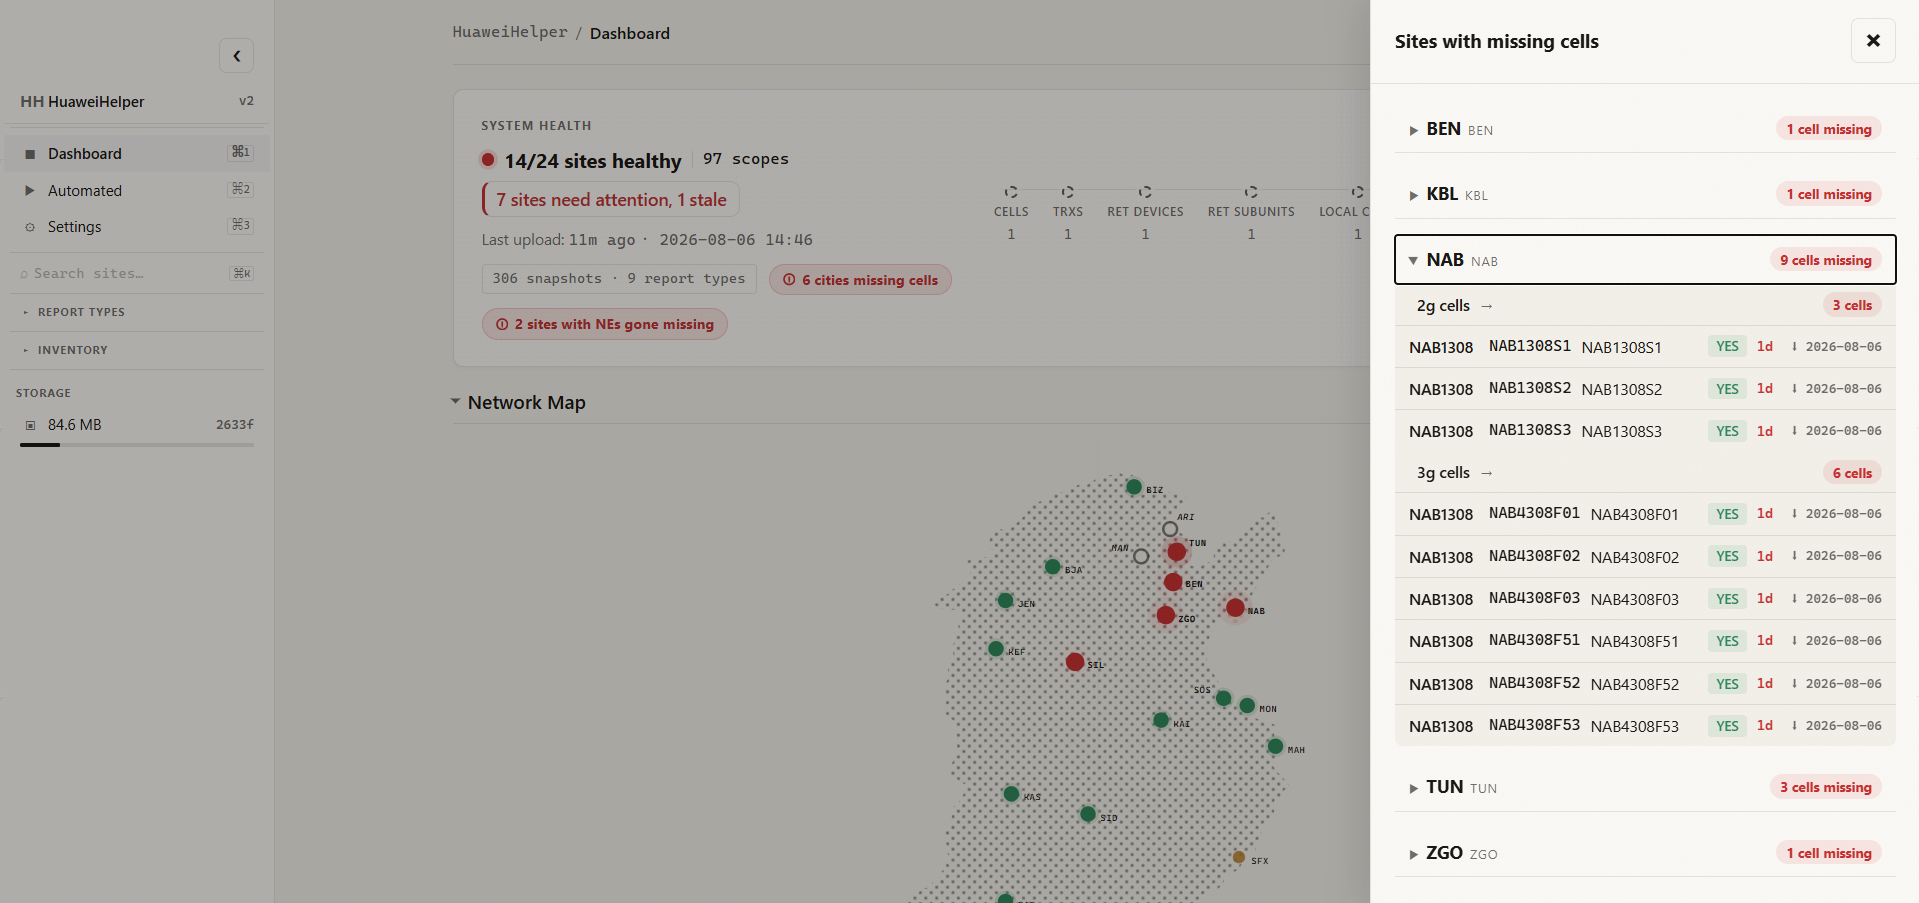 HH HuaweiHelper v2
Dashboard ⌘1
Automated ⌘2
Settings ⌘3
Search sites… ⌘K
REPORT TYPES
INVENTORY
STORAGE
84.6 MB 2633f
HuaweiHelper / Dashboard
SYSTEM HEALTH
14/24 sites healthy 97 scopes
7 sites need attention, 1 stale
Last upload: 11m ago · 2026-08-06 14:46
306 snapshots · 9 report types
6 cities missing cells
2 sites with NEs gone missing
CELLS TRXS RET DEVICES RET SUBUNITS LOCAL C
1 1 1 1 1
Network Map
BIZ
ARI
TUN
MAN
BJA
BEN
JEN
NAB
ZGO
KEF
SIL
SOS
MON
KAI
MAH
KAS
SID
SFX
Sites with missing cells
BEN BEN 1 cell missing
KBL KBL 1 cell missing
NAB NAB 9 cells missing
2g cells → 3 cells
NAB1308 NAB1308S1 NAB1308S1 YES 1d ⭳ 2026-08-06
NAB1308 NAB1308S2 NAB1308S2 YES 1d ⭳ 2026-08-06
NAB1308 NAB1308S3 NAB1308S3 YES 1d ⭳ 2026-08-06
3g cells → 6 cells
NAB1308 NAB4308F01 NAB4308F01 YES 1d ⭳ 2026-08-06
NAB1308 NAB4308F02 NAB4308F02 YES 1d ⭳ 2026-08-06
NAB1308 NAB4308F03 NAB4308F03 YES 1d ⭳ 2026-08-06
NAB1308 NAB4308F51 NAB4308F51 YES 1d ⭳ 2026-08-06
NAB1308 NAB4308F52 NAB4308F52 YES 1d ⭳ 2026-08-06
NAB1308 NAB4308F53 NAB4308F53 YES 1d ⭳ 2026-08-06
TUN TUN 3 cells missing
ZGO ZGO 1 cell missing